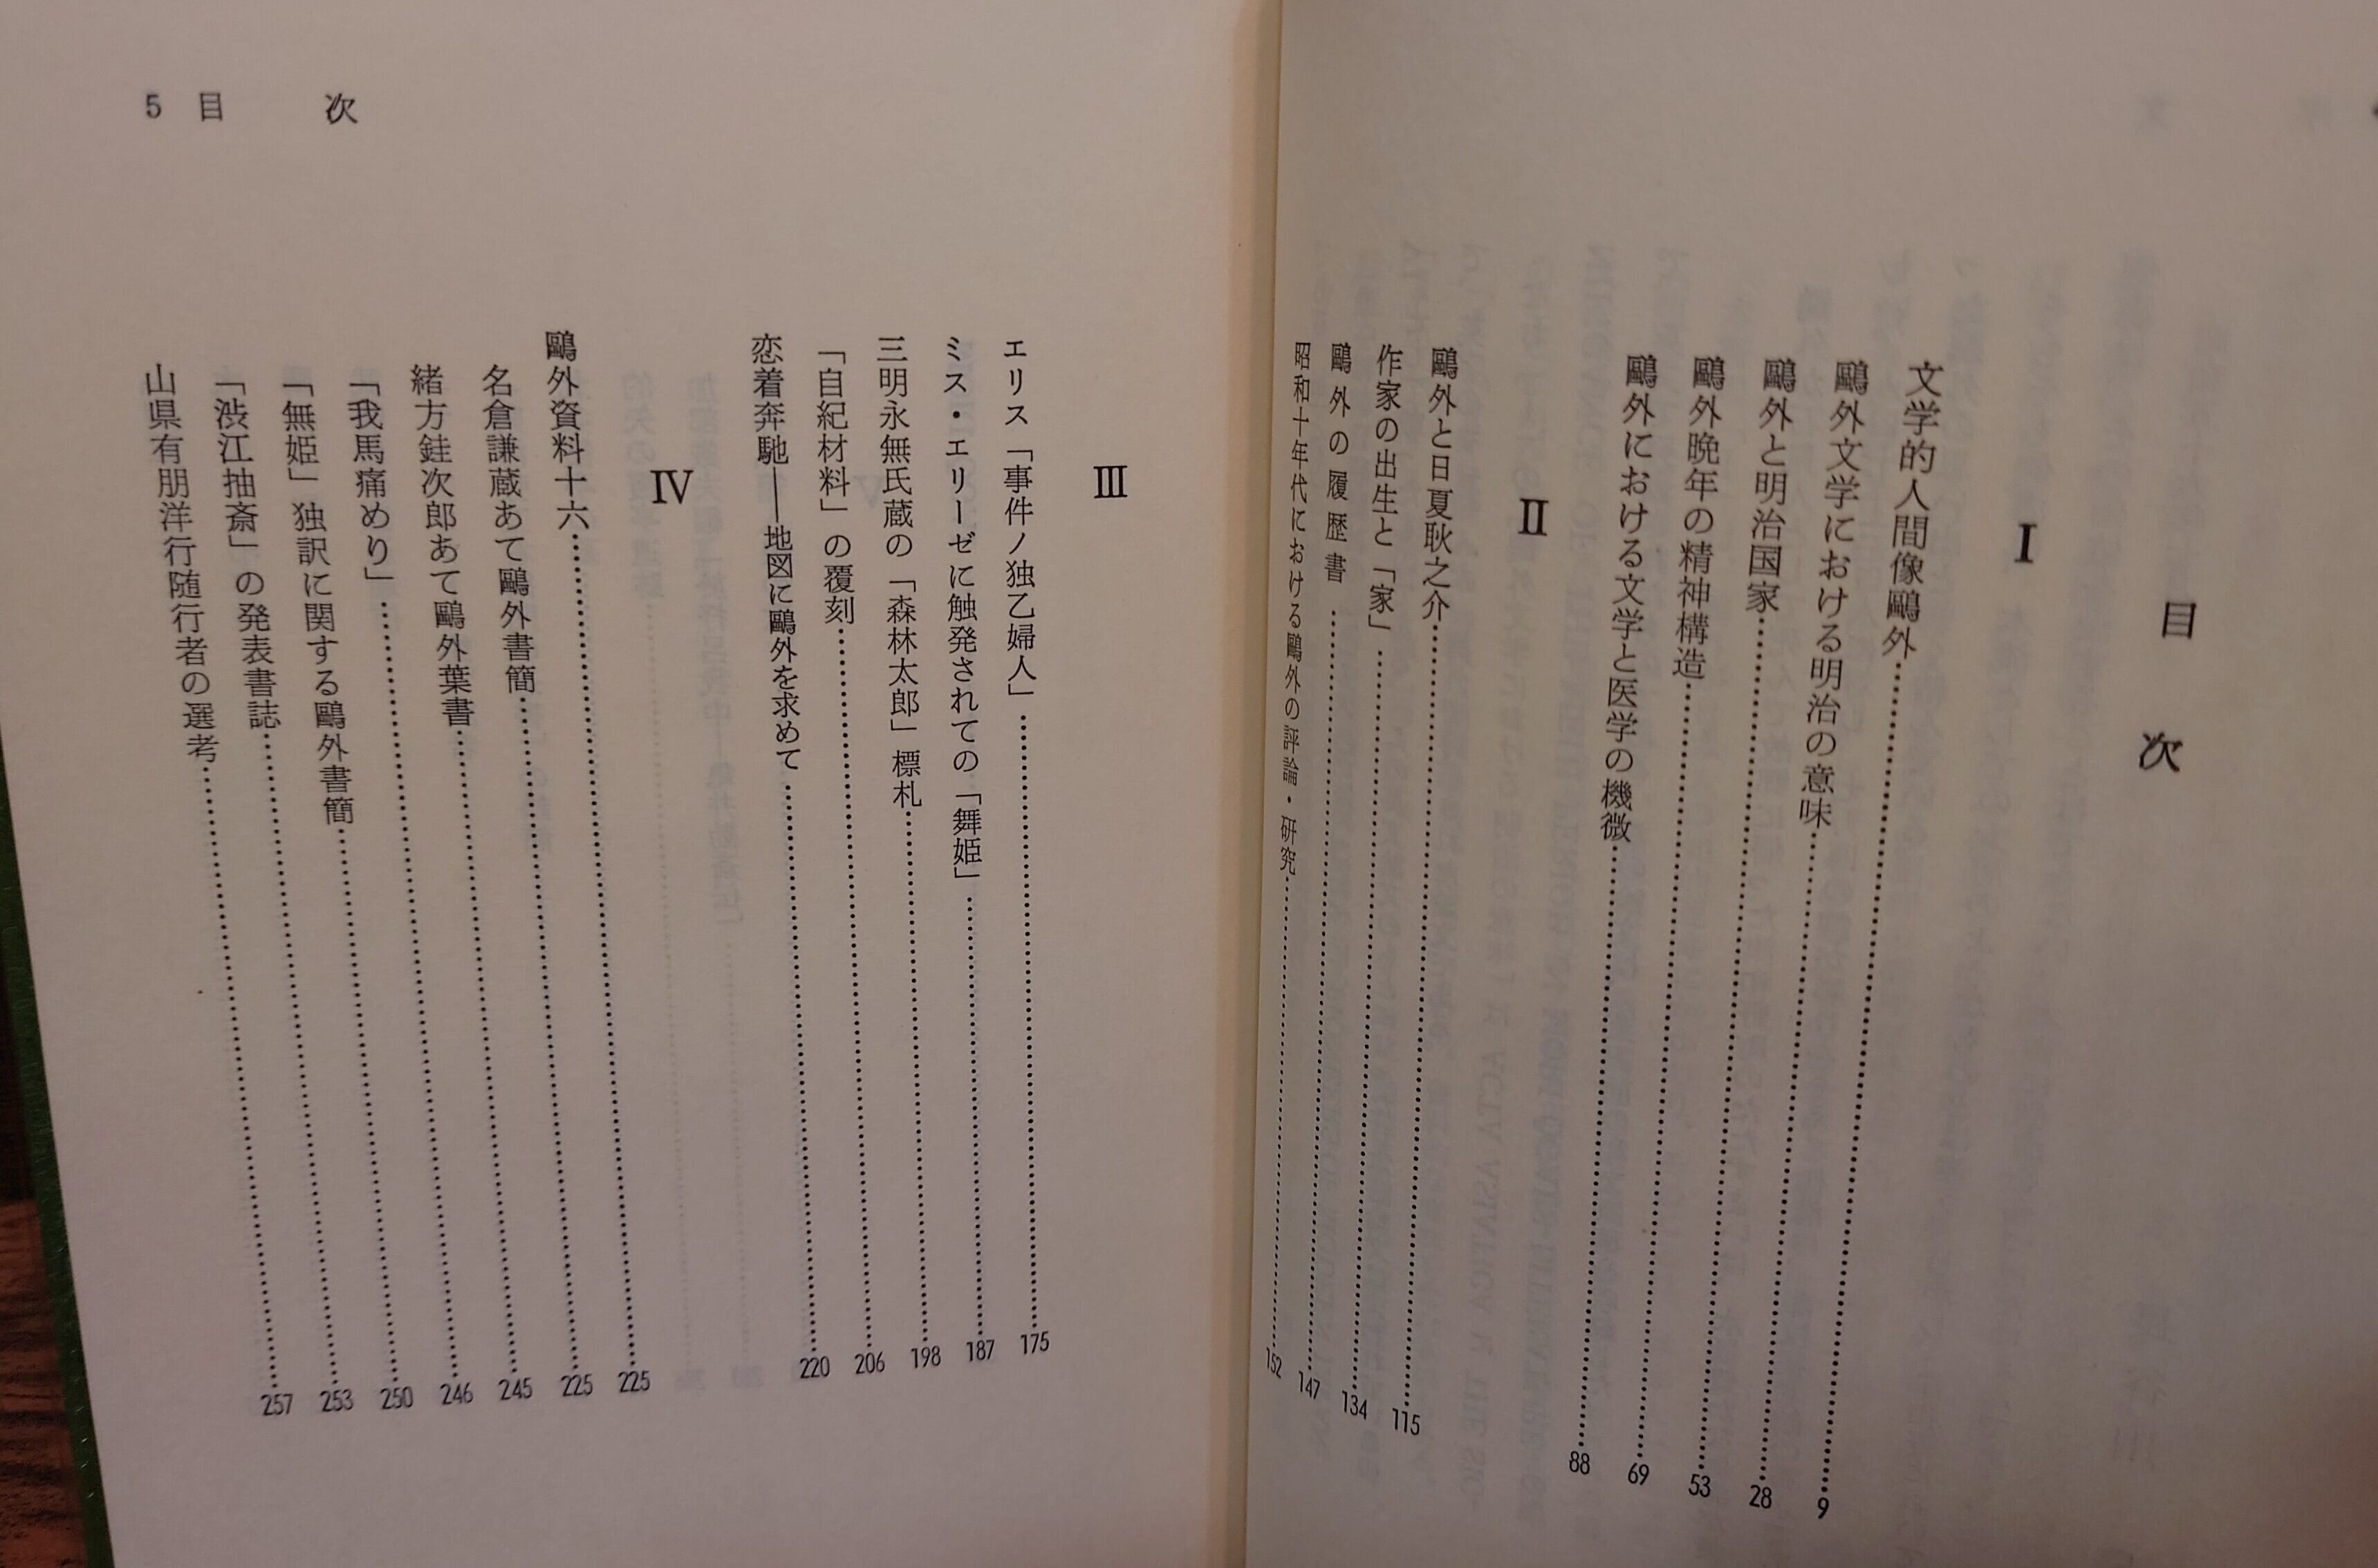 目次
I
文学的人間像鷗外……9
鷗外文学における明治の意味……28
鷗外と明治国家……53
鷗外晩年の精神構造……69
鷗外における文学と医学の機微……88
II
鷗外と日夏耿之介……115
作家の出生と「家」……134
鷗外の履歴書……147
昭和十年代における鷗外の評論・研究……152
5 目次
III
エリス「事件ノ独乙婦人」……175
ミス・エリーゼに触発されての「舞姫」……187
三明永無氏蔵の「森林太郎」標札……198
「自紀材料」の覆刻……206
恋着奔馳——地図に鷗外を求めて……220
IV
鷗外資料十六……225
名倉謙蔵あて鷗外書簡……225
緒方銈次郎あて鷗外葉書……245
「我馬痛めり」……246
「無姫」独訳に関する鷗外書簡……250
「渋江抽斎」の発表書誌……253
山県有朋洋行随行者の選考……257